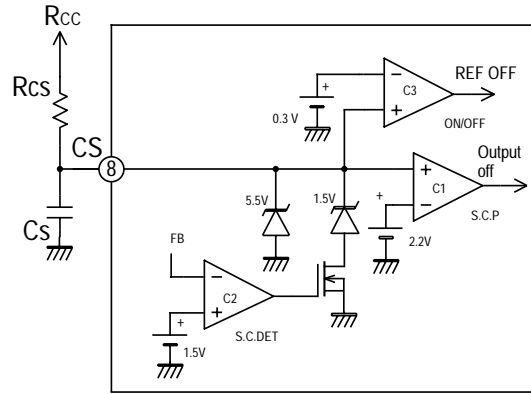 RCC
RCS
CS
8
CS
5.5V
1.5V
0.3 V
C3
REF OFF
ON/OFF
Output
off
C1
S.C.P
2.2V
FB
C2
S.C.DET
1.5V